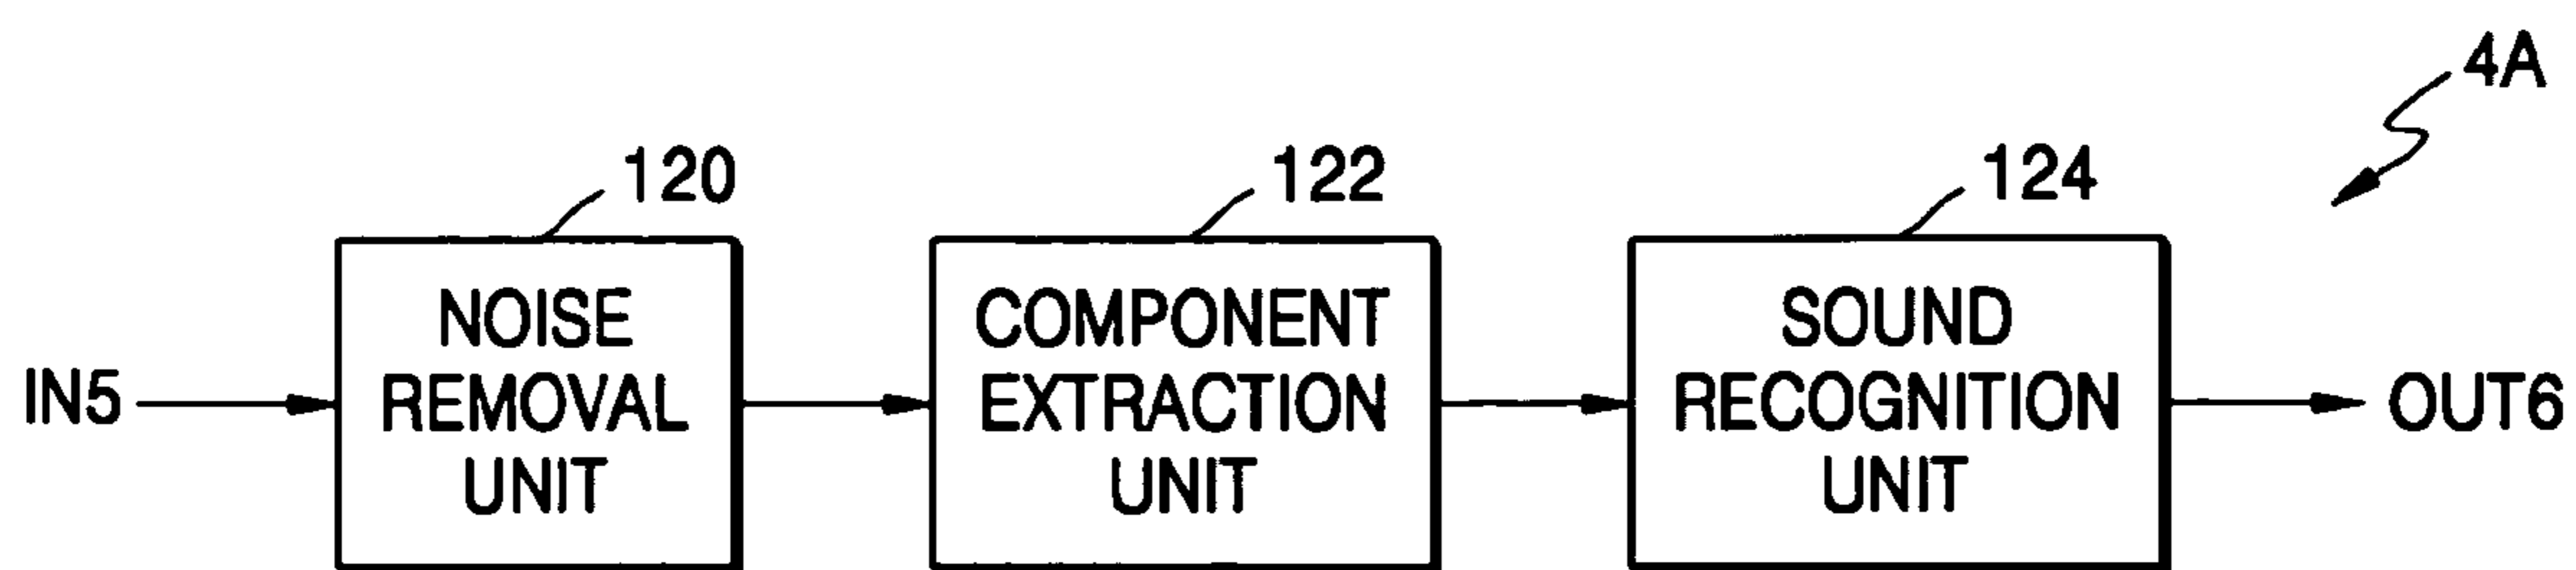 4A
120
122
124
IN5
NOISE
REMOVAL
UNIT
COMPONENT
EXTRACTION
UNIT
SOUND
RECOGNITION
UNIT
OUT6